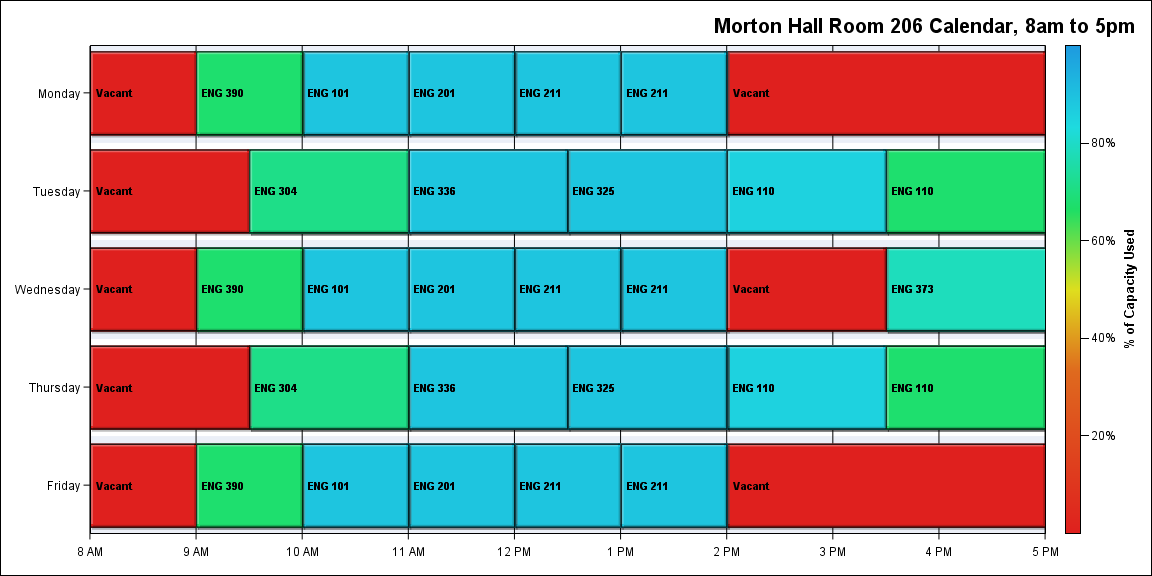 Morton Hall Room 206 Calendar, 8am to 5pm
Monday
Vacant
ENG 390
ENG 101
ENG 201
ENG 211
ENG 211
Vacant
Tuesday
Vacant
ENG 304
ENG 336
ENG 325
ENG 110
ENG 110
Wednesday
Vacant
ENG 390
ENG 101
ENG 201
ENG 211
ENG 211
Vacant
ENG 373
Thursday
Vacant
ENG 304
ENG 336
ENG 325
ENG 110
ENG 110
Friday
Vacant
ENG 390
ENG 101
ENG 201
ENG 211
ENG 211
Vacant
8 AM
9 AM
10 AM
11 AM
12 PM
1 PM
2 PM
3 PM
4 PM
5 PM
80%
60%
40%
20%
% of Capacity Used